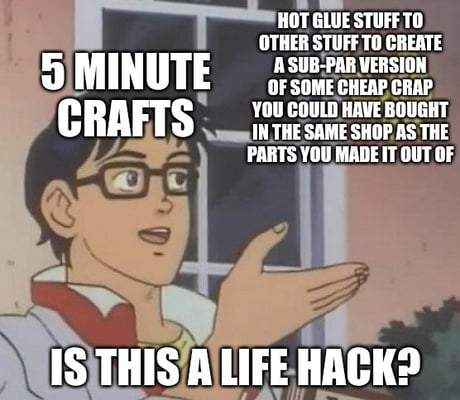 5 MINUTE
CRAFTS
HOT GLUE STUFF TO
OTHER STUFF TO CREATE
A SUB-PAR VERSION
OF SOME CHEAP CRAP
YOU COULD HAVE BOUGHT
IN THE SAME SHOP AS THE
PARTS YOU MADE IT OUT OF
IS THIS A LIFE HACK?